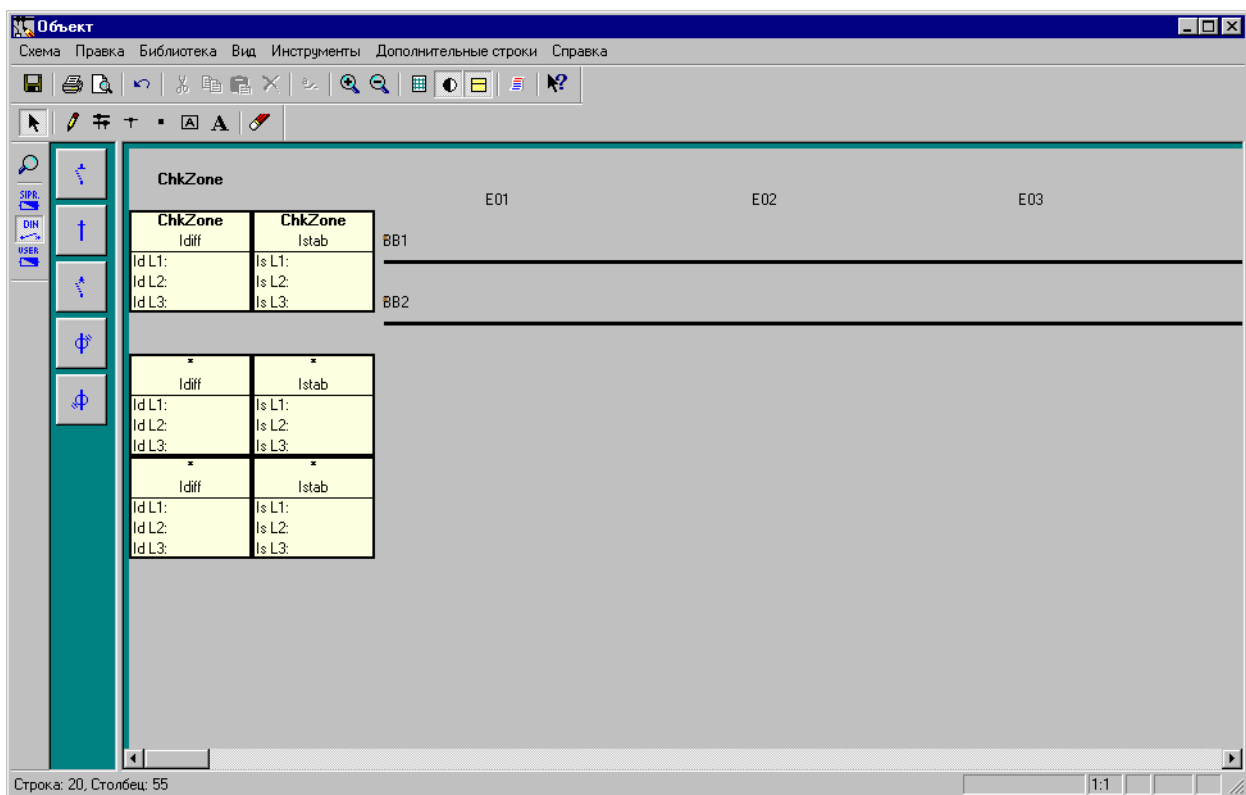 Объект
Схема Правка Библиотека Вид Инструменты Дополнительные строки Справка
A A
SIPR.
DIN
USER
ChkZone
E01 E02 E03
ChkZone ChkZone
Idiff Istab
BB1
Id L1: Is L1:
Id L2: Is L2:
Id L3: Is L3:
BB2
* *
Idiff Istab
Id L1: Is L1:
Id L2: Is L2:
Id L3: Is L3:
* *
Idiff Istab
Id L1: Is L1:
Id L2: Is L2:
Id L3: Is L3:
Строка: 20, Столбец: 55
1:1